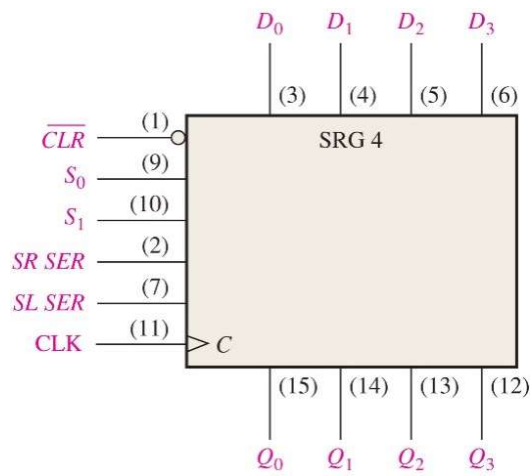 D₀ D₁ D₂ D₃
(3) (4) (5) (6)
(1)
CLR SRG 4
(9)
S₀
(10)
S₁
(2)
SR SER
(7)
SL SER
(11)
CLK C
(15) (14) (13) (12)
Q₀ Q₁ Q₂ Q₃